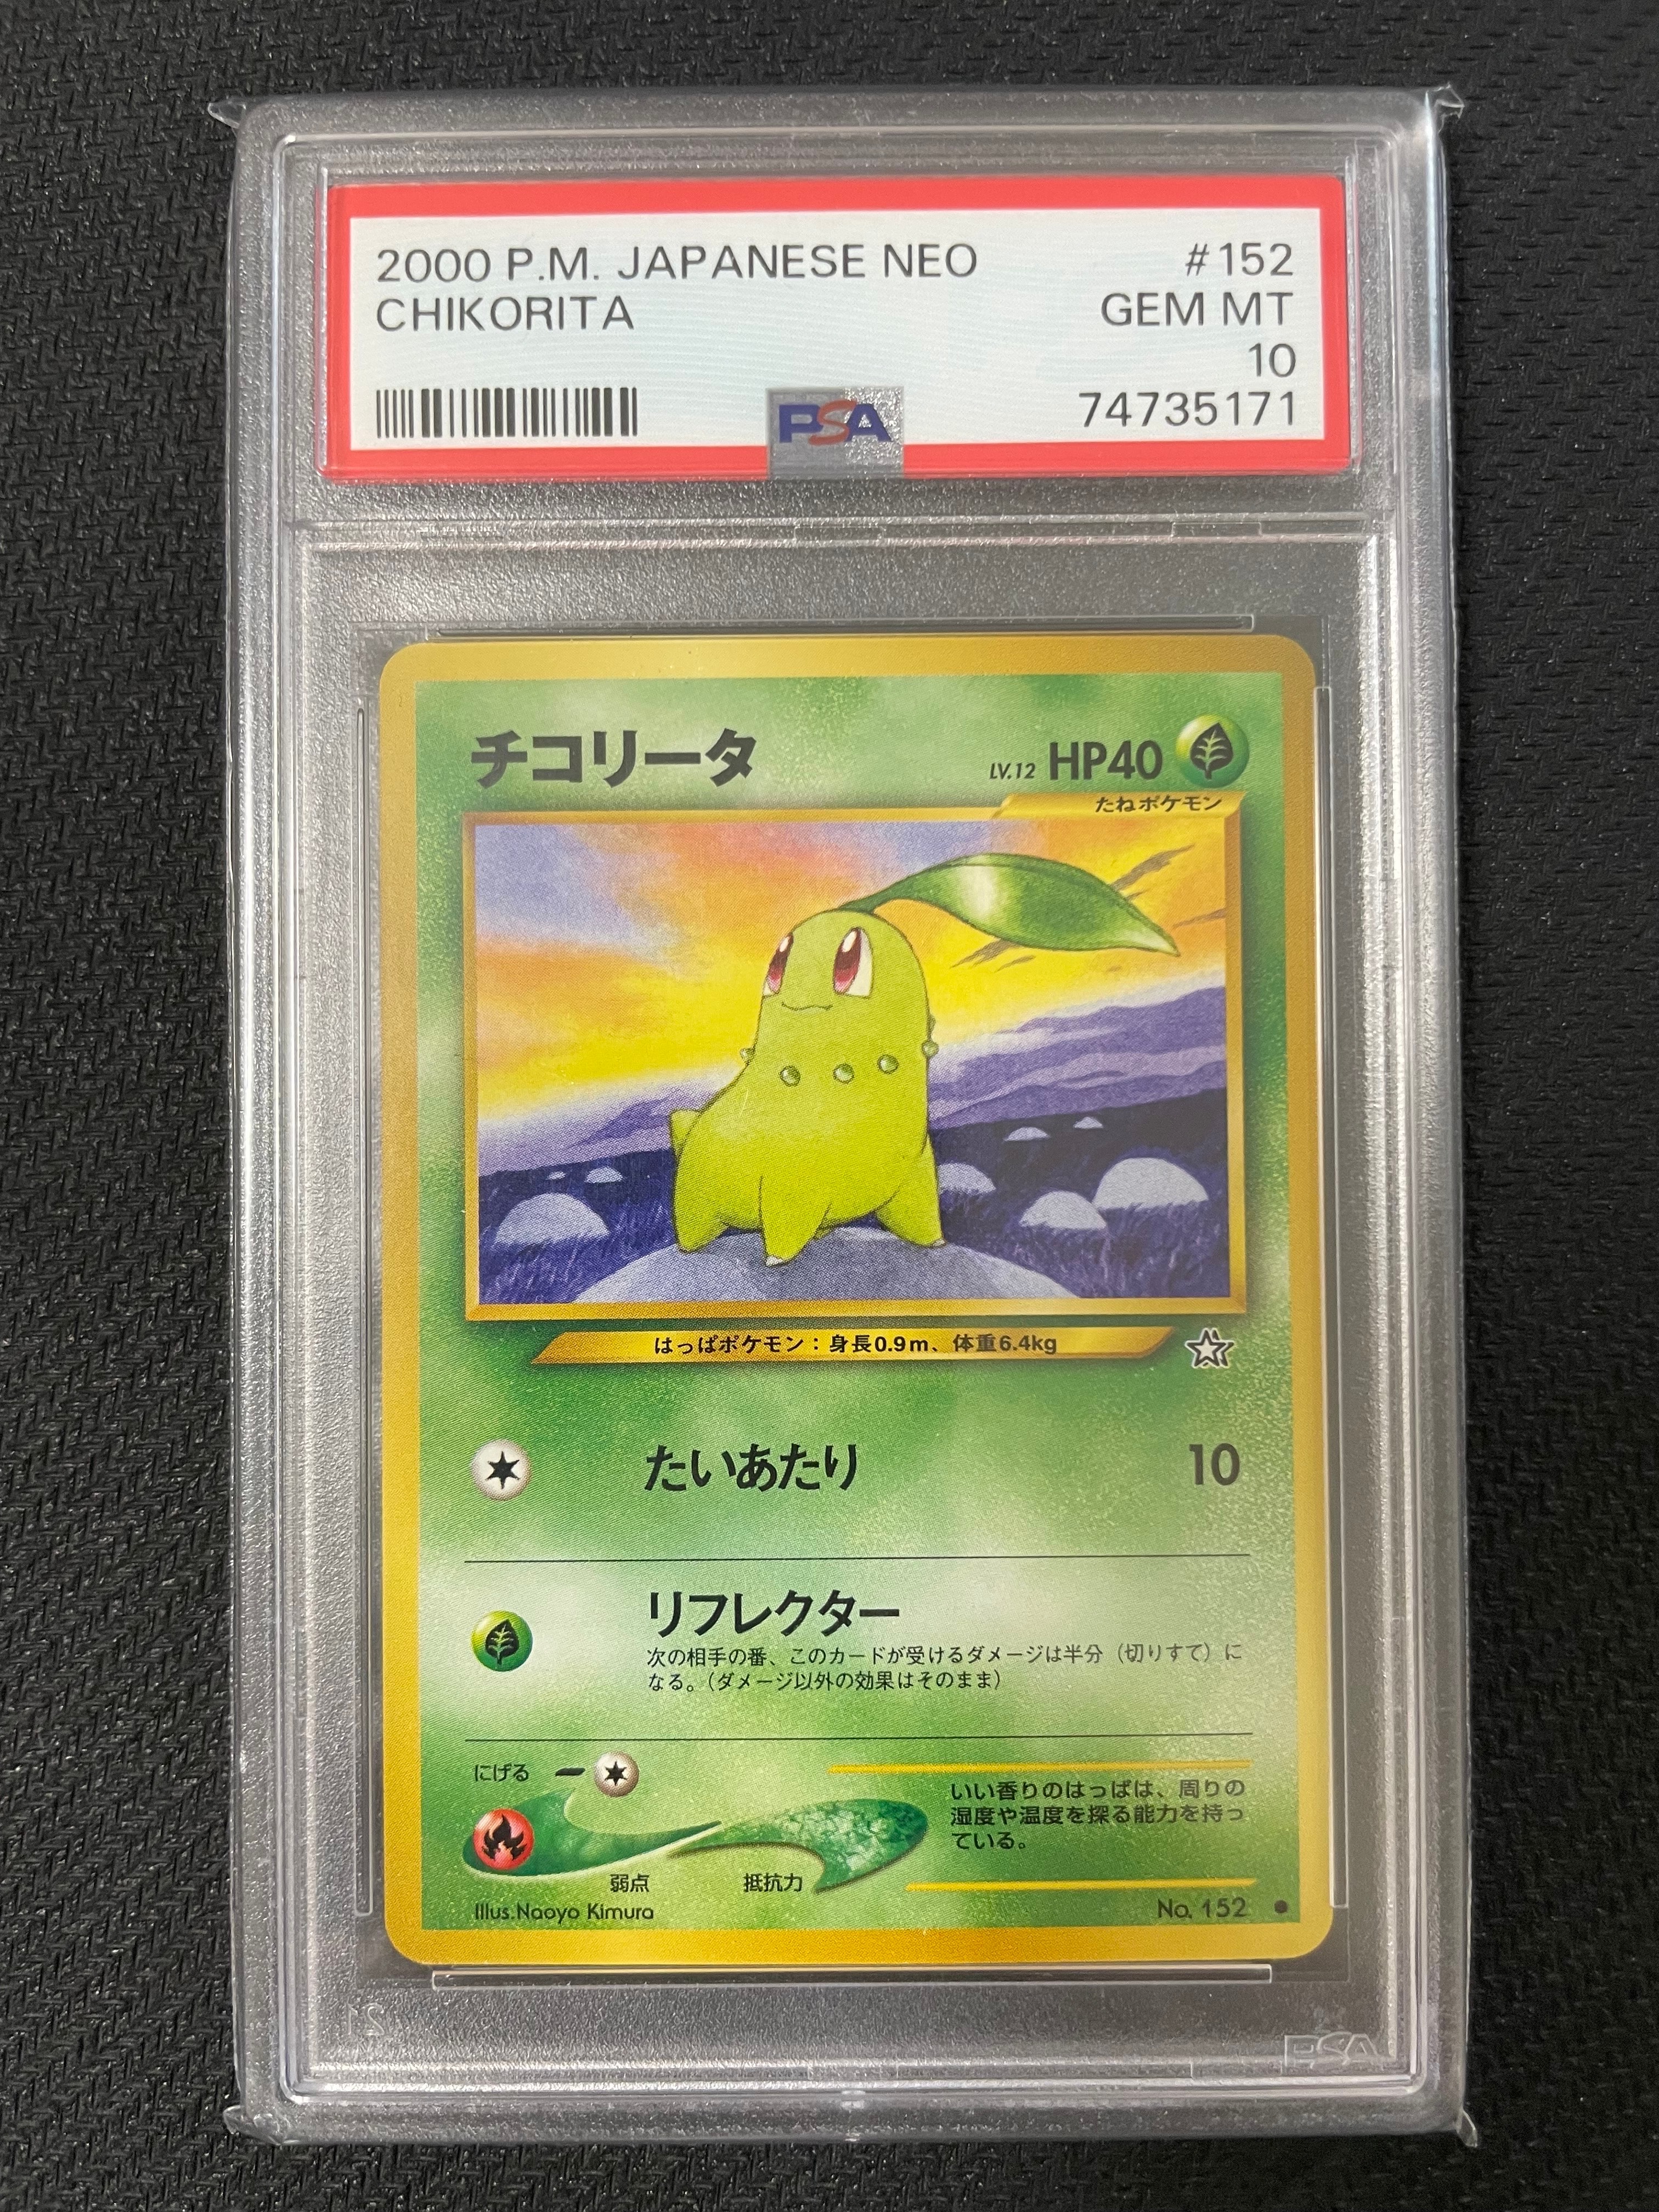 2000 P.M. JAPANESE NEO #152
CHIKORITA GEM MT
10
PSA 74735171
チコリータ LV.12 HP40
たねポケモン
はっぱポケモン：身長0.9m、体重6.4kg
たいあたり 10
リフレクター
次の相手の番、このカードが受けるダメージは半分（切りすて）に
なる。（ダメージ以外の効果はそのまま）
にげる
いい香りのはっぱは、周りの
湿度や温度を探る能力を持っ
ている。
弱点 抵抗力
Illus.Naoyo Kimura No. 152 ●
PSA